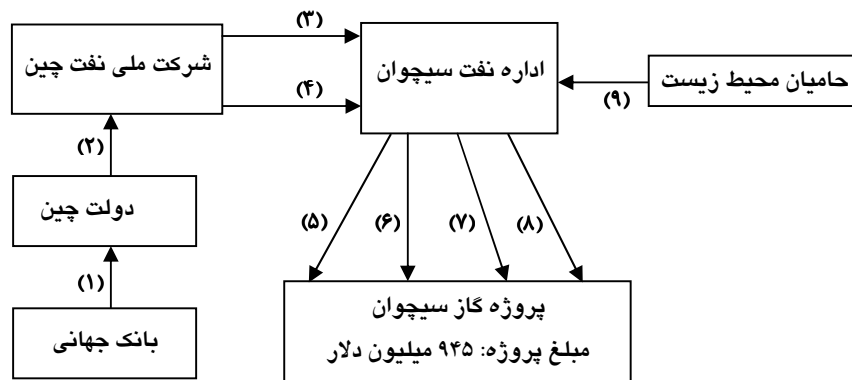 (۳)
شرکت ملی نفت چین
اداره نفت سیچوان
(۴)
حامیان محیط زیست
(۹)
(۲)
دولت چین
(۵)
(۶)
(۷)
(۸)
(۱)
بانک جهانی
پروژه گاز سیچوان
مبلغ پروژه: ۹۴۵ میلیون دلار